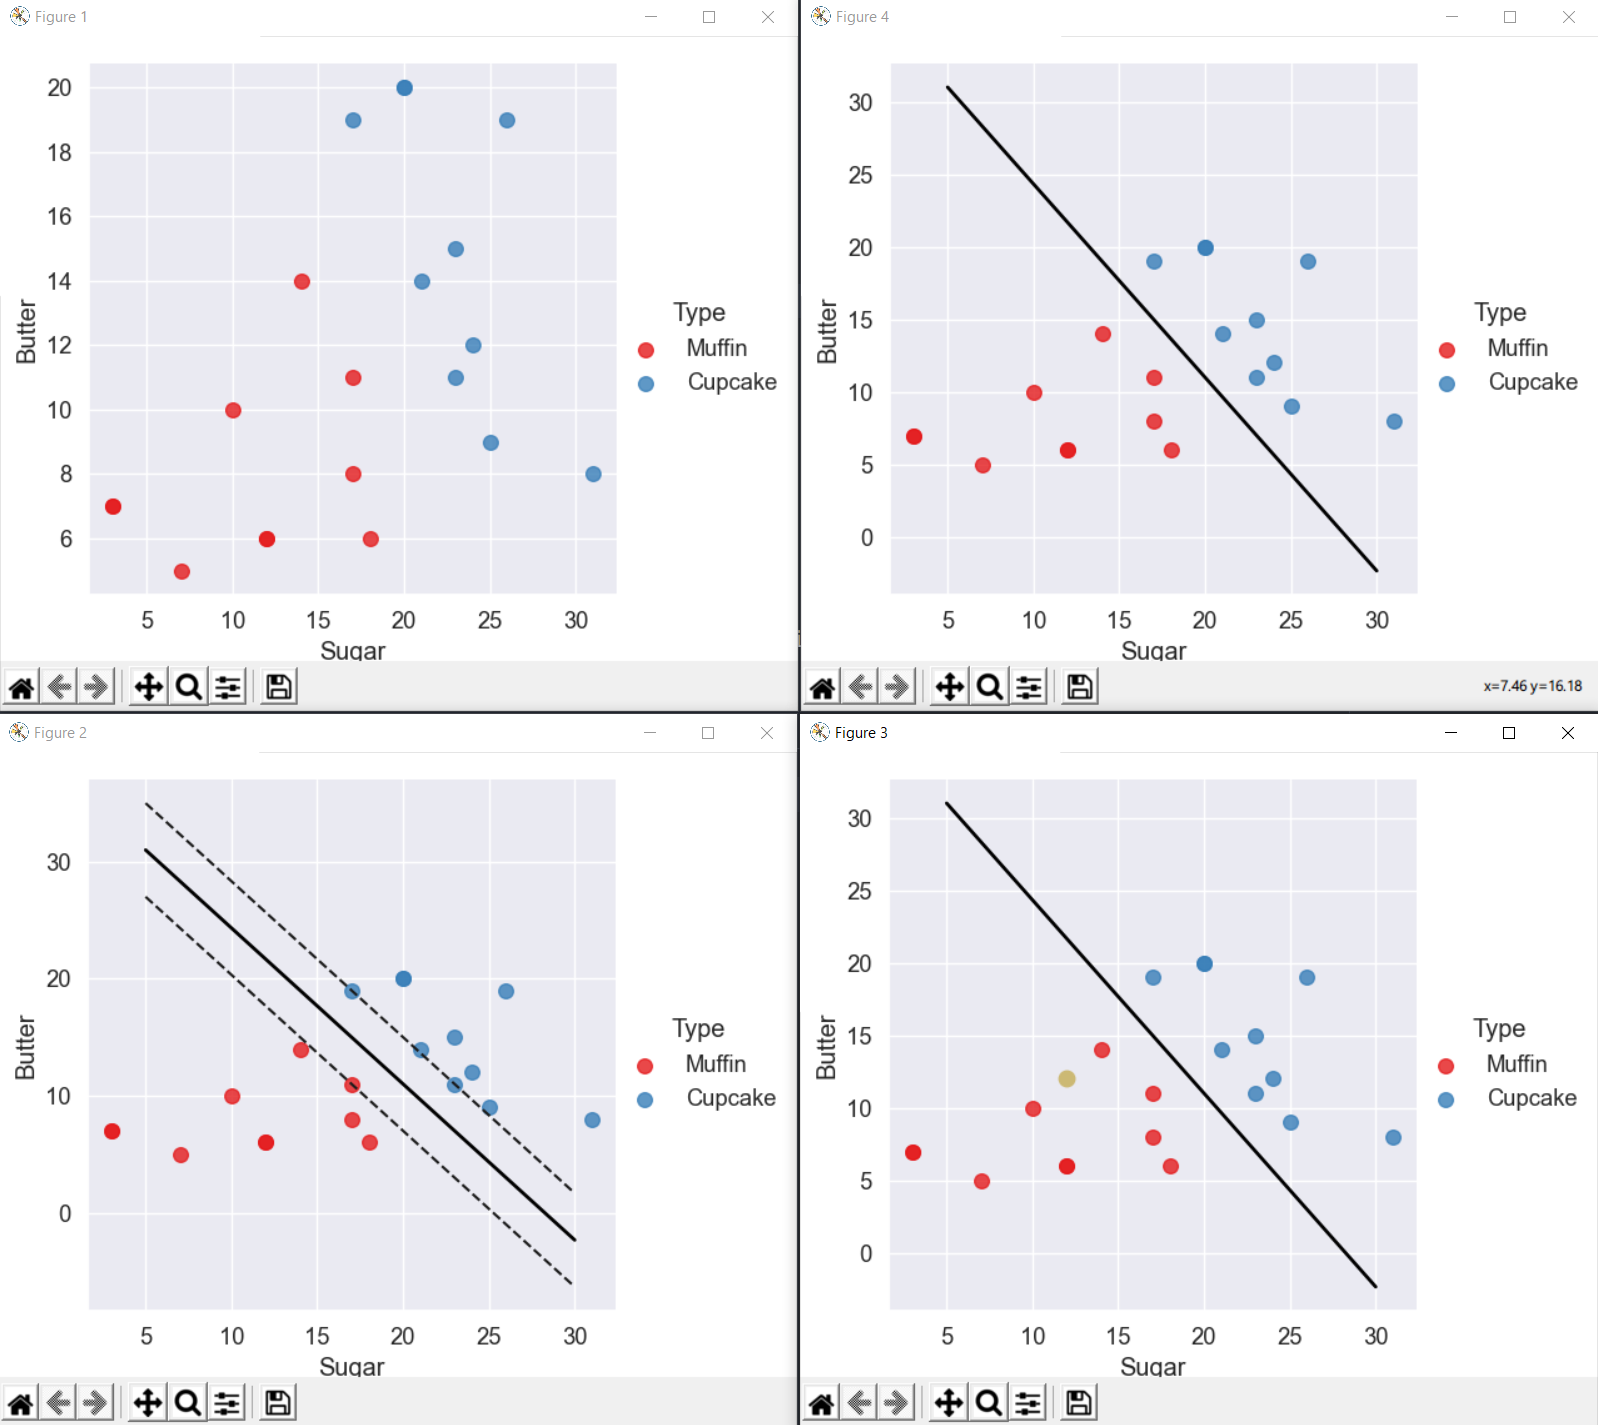 Figure 1
20
18
16
14
12
10
8
6
Butter
5 10 15 20 25 30
Sugar
Type
Muffin
Cupcake
Figure 4
30
25
20
15
10
5
0
Butter
5 10 15 20 25 30
Sugar
Type
Muffin
Cupcake
x=7.46 y=16.18
Figure 2
30
20
10
0
Butter
5 10 15 20 25 30
Sugar
Type
Muffin
Cupcake
Figure 3
30
25
20
15
10
5
0
Butter
5 10 15 20 25 30
Sugar
Type
Muffin
Cupcake